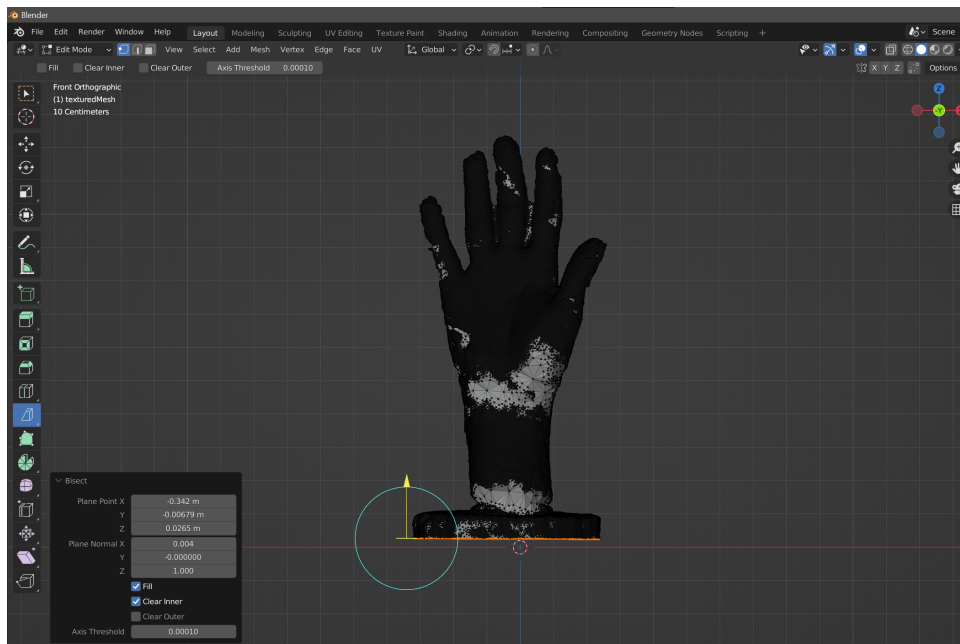 Blender
File Edit Render Window Help Layout Modeling Sculpting UV Editing Texture Paint Shading Animation Rendering Compositing Geometry Nodes Scripting + Scene
Edit Mode View Select Add Mesh Vertex Edge Face UV Global
Fill Clear Inner Clear Outer Axis Threshold 0.00010 X Y Z Options
Front Orthographic
(1) texturedMesh
10 Centimeters
Z
-Y
Bisect
Plane Point X -0.342 m
Y -0.00679 m
Z 0.0265 m
Plane Normal X 0.004
Y -0.000000
Z 1.000
Fill
Clear Inner
Clear Outer
Axis Threshold 0.00010